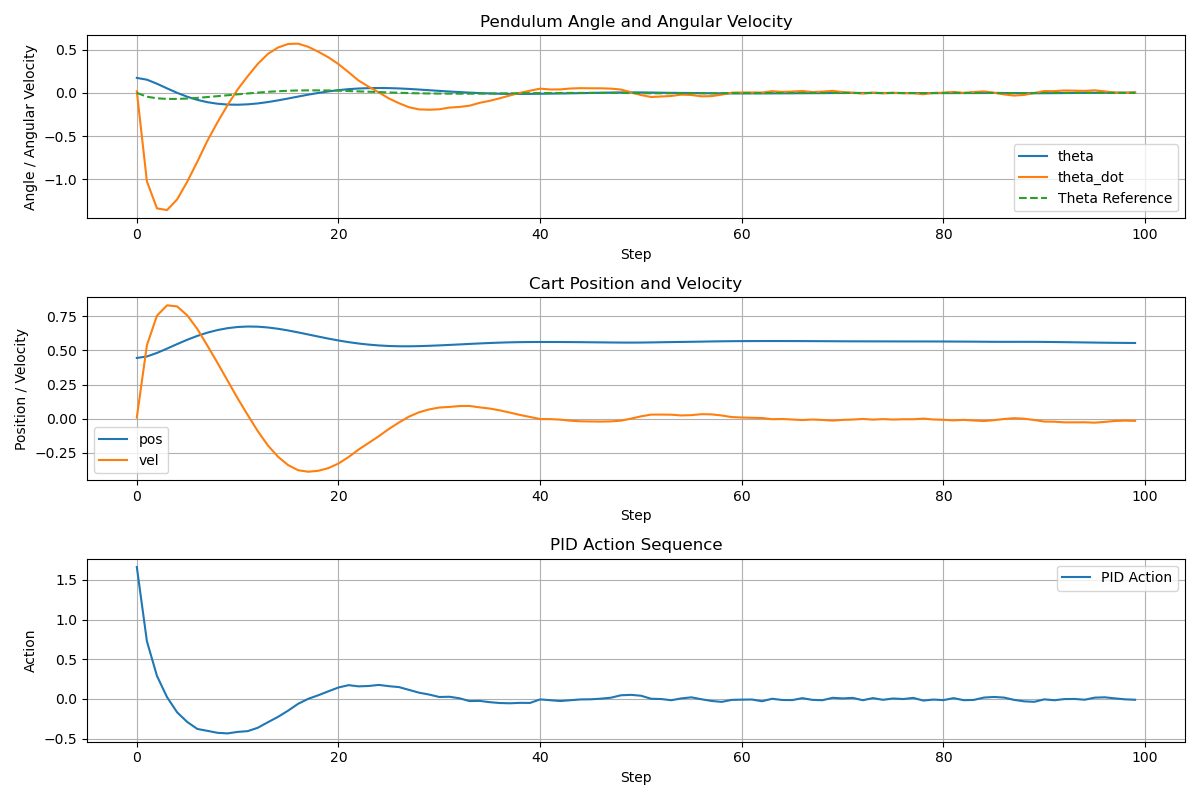 Pendulum Angle and Angular Velocity
Angle / Angular Velocity
0.5
0.0
−0.5
−1.0
theta
theta_dot
Theta Reference
0 20 40 60 80 100
Step
Cart Position and Velocity
Position / Velocity
0.75
0.50
0.25
0.00
−0.25
pos
vel
0 20 40 60 80 100
Step
PID Action Sequence
Action
1.5
1.0
0.5
0.0
−0.5
PID Action
0 20 40 60 80 100
Step